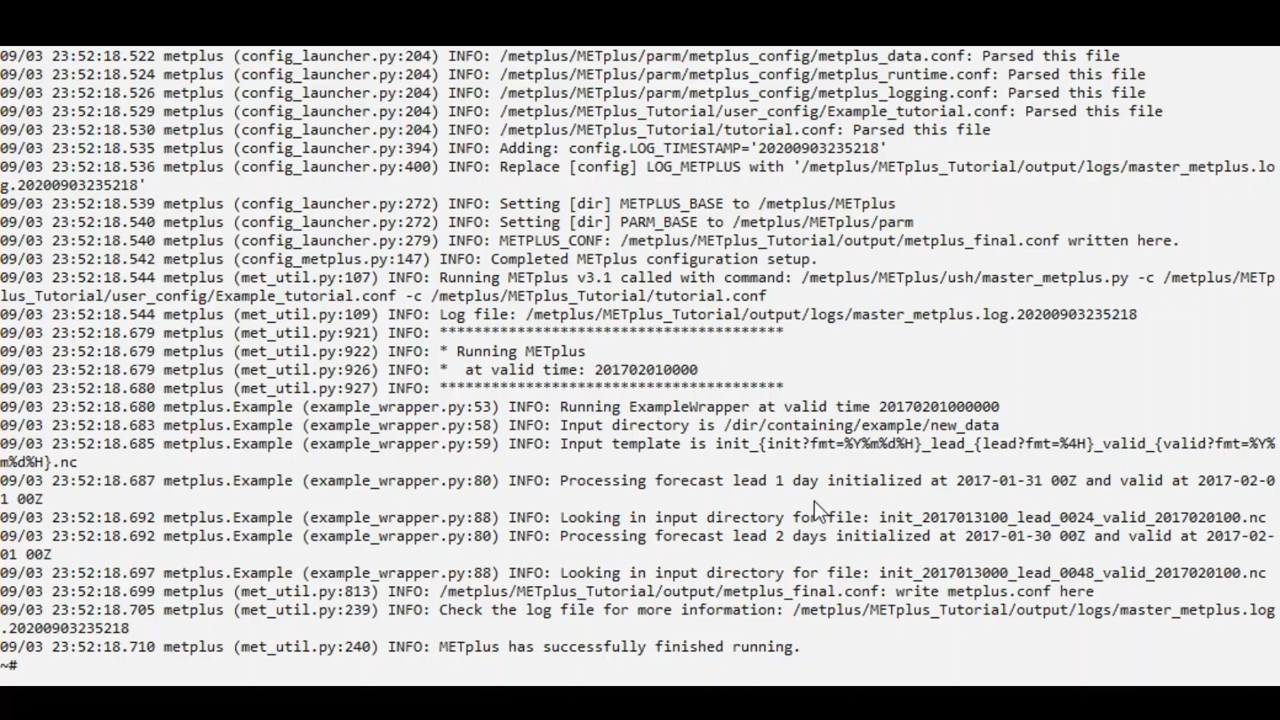 09/03 23:52:18.522 metplus (config_launcher.py:204) INFO: /metplus/METplus/parm/metplus_config/metplus_data.conf: Parsed this file
09/03 23:52:18.524 metplus (config_launcher.py:204) INFO: /metplus/METplus/parm/metplus_config/metplus_runtime.conf: Parsed this file
09/03 23:52:18.526 metplus (config_launcher.py:204) INFO: /metplus/METplus/parm/metplus_config/metplus_logging.conf: Parsed this file
09/03 23:52:18.529 metplus (config_launcher.py:204) INFO: /metplus/METplus_Tutorial/user_config/Example_tutorial.conf: Parsed this file
09/03 23:52:18.530 metplus (config_launcher.py:204) INFO: /metplus/METplus_Tutorial/tutorial.conf: Parsed this file
09/03 23:52:18.535 metplus (config_launcher.py:394) INFO: Adding: config.LOG_TIMESTAMP='20200903235218'
09/03 23:52:18.536 metplus (config_launcher.py:400) INFO: Replace [config] LOG_METPLUS with '/metplus/METplus_Tutorial/output/logs/master_metplus.lo
g.20200903235218'
09/03 23:52:18.539 metplus (config_launcher.py:272) INFO: Setting [dir] METPLUS_BASE to /metplus/METplus
09/03 23:52:18.540 metplus (config_launcher.py:272) INFO: Setting [dir] PARM_BASE to /metplus/METplus/parm
09/03 23:52:18.540 metplus (config_launcher.py:279) INFO: METPLUS_CONF: /metplus/METplus_Tutorial/output/metplus_final.conf written here.
09/03 23:52:18.542 metplus (config_metplus.py:147) INFO: Completed METplus configuration setup.
09/03 23:52:18.544 metplus (met_util.py:107) INFO: Running METplus v3.1 called with command: /metplus/METplus/ush/master_metplus.py -c /metplus/METp
lus_Tutorial/user_config/Example_tutorial.conf -c /metplus/METplus_Tutorial/tutorial.conf
09/03 23:52:18.544 metplus (met_util.py:109) INFO: Log file: /metplus/METplus_Tutorial/output/logs/master_metplus.log.20200903235218
09/03 23:52:18.679 metplus (met_util.py:921) INFO: ****************************************
09/03 23:52:18.679 metplus (met_util.py:922) INFO: * Running METplus
09/03 23:52:18.679 metplus (met_util.py:926) INFO: *  at valid time: 201702010000
09/03 23:52:18.680 metplus (met_util.py:927) INFO: ****************************************
09/03 23:52:18.680 metplus.Example (example_wrapper.py:53) INFO: Running ExampleWrapper at valid time 20170201000000
09/03 23:52:18.683 metplus.Example (example_wrapper.py:58) INFO: Input directory is /dir/containing/example/new_data
09/03 23:52:18.685 metplus.Example (example_wrapper.py:59) INFO: Input template is init_{init?fmt=%Y%m%d%H}_lead_{lead?fmt=%4H}_valid_{valid?fmt=%Y%
m%d%H}.nc
09/03 23:52:18.687 metplus.Example (example_wrapper.py:80) INFO: Processing forecast lead 1 day initialized at 2017-01-31 00Z and valid at 2017-02-0
1 00Z
09/03 23:52:18.692 metplus.Example (example_wrapper.py:88) INFO: Looking in input directory for file: init_2017013100_lead_0024_valid_2017020100.nc
09/03 23:52:18.692 metplus.Example (example_wrapper.py:80) INFO: Processing forecast lead 2 days initialized at 2017-01-30 00Z and valid at 2017-02-
01 00Z
09/03 23:52:18.697 metplus.Example (example_wrapper.py:88) INFO: Looking in input directory for file: init_2017013000_lead_0048_valid_2017020100.nc
09/03 23:52:18.699 metplus (met_util.py:813) INFO: /metplus/METplus_Tutorial/output/metplus_final.conf: write metplus.conf here
09/03 23:52:18.705 metplus (met_util.py:239) INFO: Check the log file for more information: /metplus/METplus_Tutorial/output/logs/master_metplus.log
.20200903235218
09/03 23:52:18.710 metplus (met_util.py:240) INFO: METplus has successfully finished running.
~#